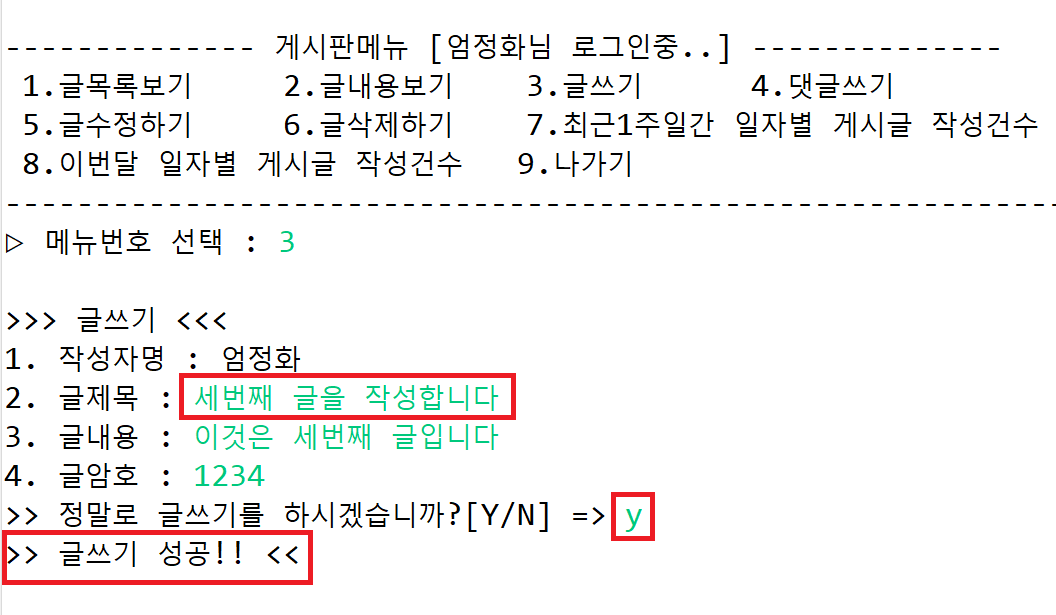 -------------- 게시판메뉴 [엄정화님 로그인중..] --------------
1.글목록보기 2.글내용보기 3.글쓰기 4.댓글쓰기
5.글수정하기 6.글삭제하기 7.최근1주일간 일자별 게시글 작성건수
8.이번달 일자별 게시글 작성건수 9.나가기
-----------------------------------------------------------
▷ 메뉴번호 선택 : 3
>>> 글쓰기 <<<
1. 작성자명 : 엄정화
2. 글제목 : 세번째 글을 작성합니다
3. 글내용 : 이것은 세번째 글입니다
4. 글암호 : 1234
>> 정말로 글쓰기를 하시겠습니까?[Y/N] => y
>> 글쓰기 성공!! <<